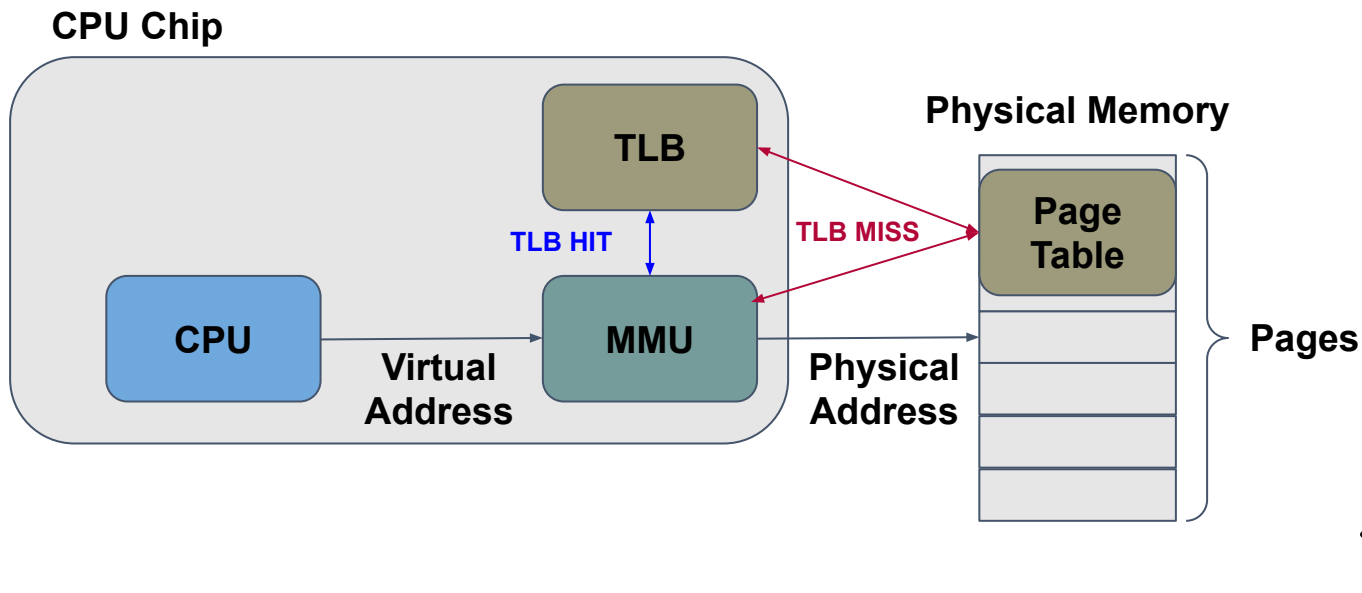 CPU Chip
Physical Memory
TLB
TLB HIT
TLB MISS
Page
Table
CPU
Virtual
Address
MMU
Physical
Address
Pages